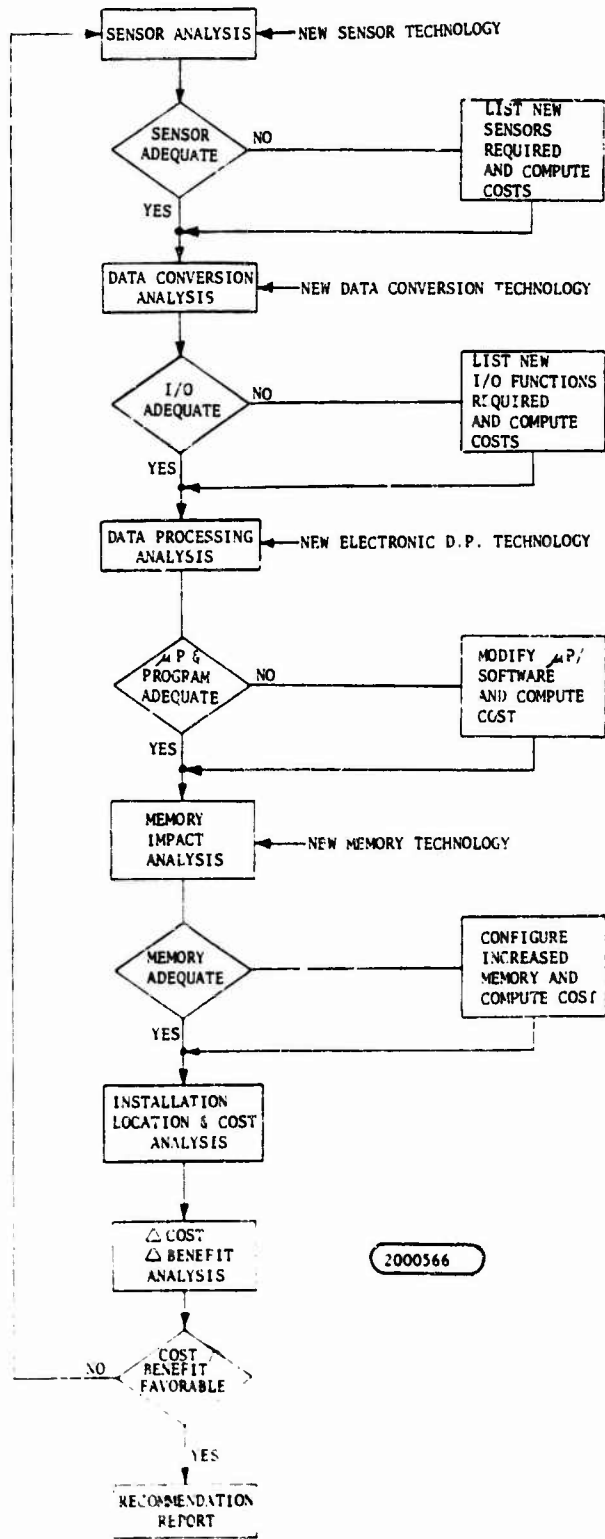 SENSOR ANALYSIS
NEW SENSOR TECHNOLOGY
SENSOR
ADEQUATE
NO
LIST NEW
SENSORS
REQUIRED
AND COMPUTE
COSTS
YES
DATA CONVERSION
ANALYSIS
NEW DATA CONVERSION TECHNOLOGY
I/O
ADEQUATE
NO
LIST NEW
I/O FUNCTIONS
REQUIRED
AND COMPUTE
COSTS
YES
DATA PROCESSING
ANALYSIS
NEW ELECTRONIC D.P. TECHNOLOGY
μP &
PROGRAM
ADEQUATE
NO
MODIFY μP/
SOFTWARE
AND COMPUTE
COST
YES
MEMORY
IMPACT
ANALYSIS
NEW MEMORY TECHNOLOGY
MEMORY
ADEQUATE
CONFIGURE
INCREASED
MEMORY AND
COMPUTE COST
YES
INSTALLATION
LOCATION & COST
ANALYSIS
△ COST
△ BENEFIT
ANALYSIS
2000566
COST
BENEFIT
FAVORABLE
NO
YES
RECOMMENDATION
REPORT